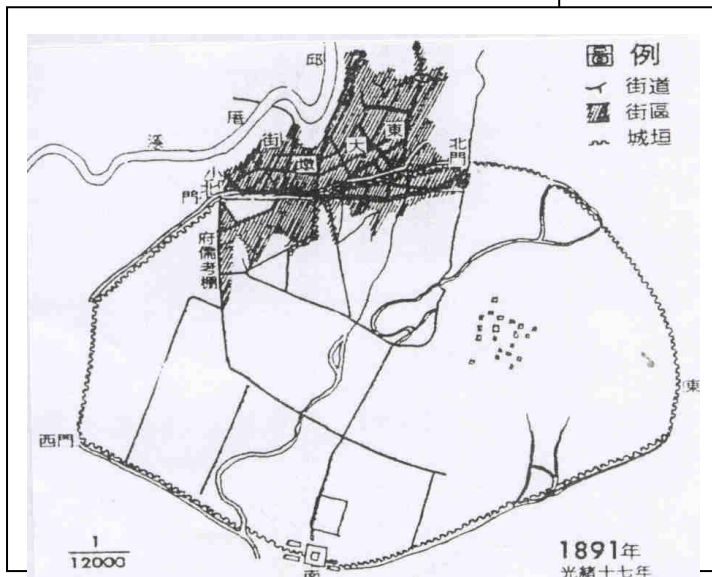 圖例
街道
街區
城垣
邱
厝
溪
東大墩街
北門
小北門
府儒考棚
東
西門
南
1
12000
1891年
光緒十七年